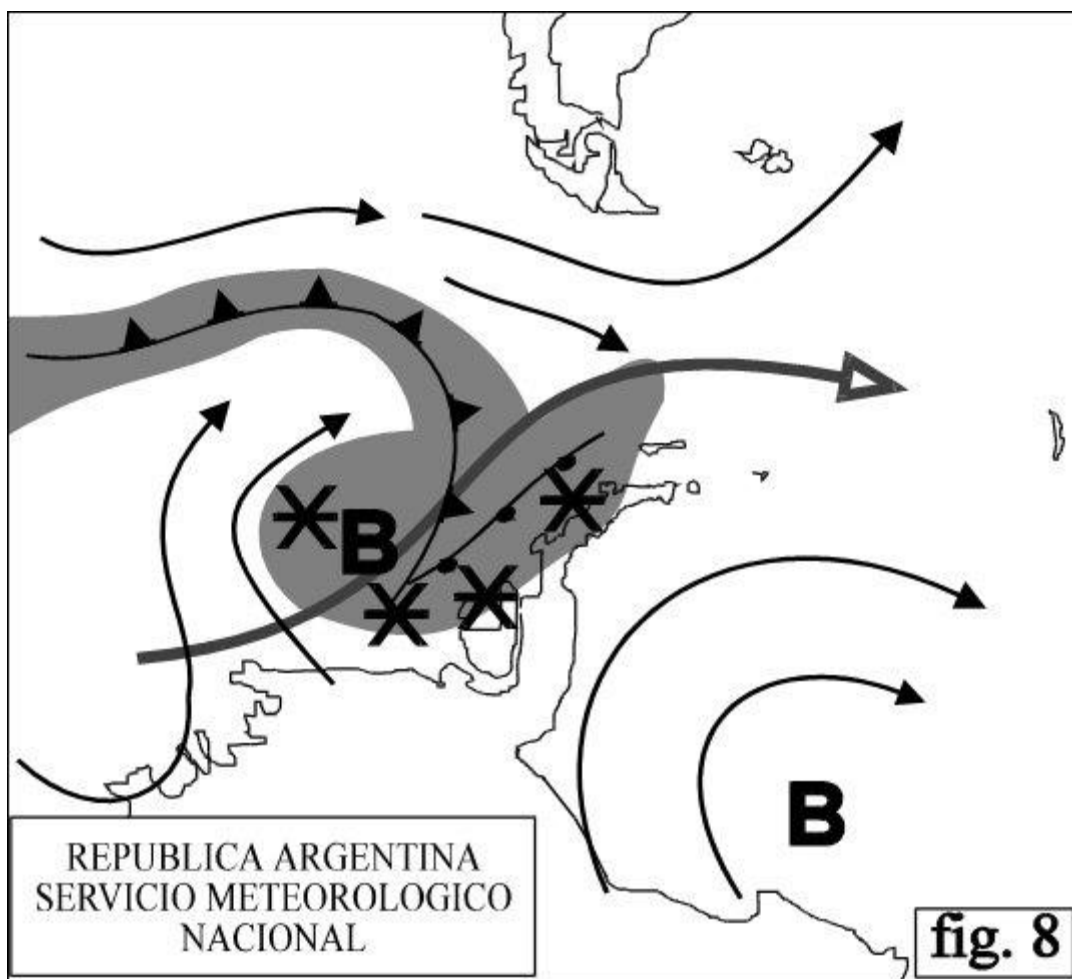 B
B
REPUBLICA ARGENTINA
SERVICIO METEOROLOGICO
NACIONAL
fig. 8